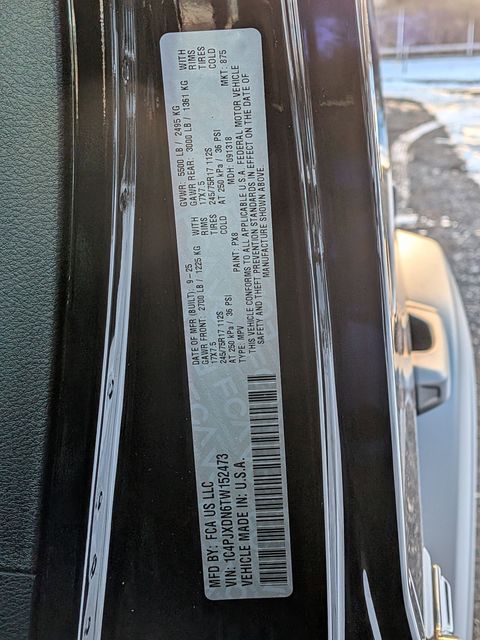 MFD BY: FCA US LLC
DATE OF MFR (BUILT): 9-25
GVWR: 5500 LB / 2495 KG
GAWR FRONT: 2700 LB / 1225 KG WITH
GAWR REAR: 3000 LB / 1361 KG WITH
17X7.5 RIMS
17X7.5 RIMS
245/75R17 112S TIRES
245/75R17 112S TIRES
AT 250 kPa / 36 PSI COLD
AT 250 kPa / 36 PSI COLD
VIN: 1C4PJXDN6TW152473
TYPE: MPV
PAINT: PX8
MDH: 091318
MKT: 875
VEHICLE MADE IN: U.S.A.
THIS VEHICLE CONFORMS TO ALL APPLICABLE U.S.A. FEDERAL MOTOR VEHICLE
SAFETY AND THEFT PREVENTION STANDARDS IN EFFECT ON THE DATE OF
MANUFACTURE SHOWN ABOVE.